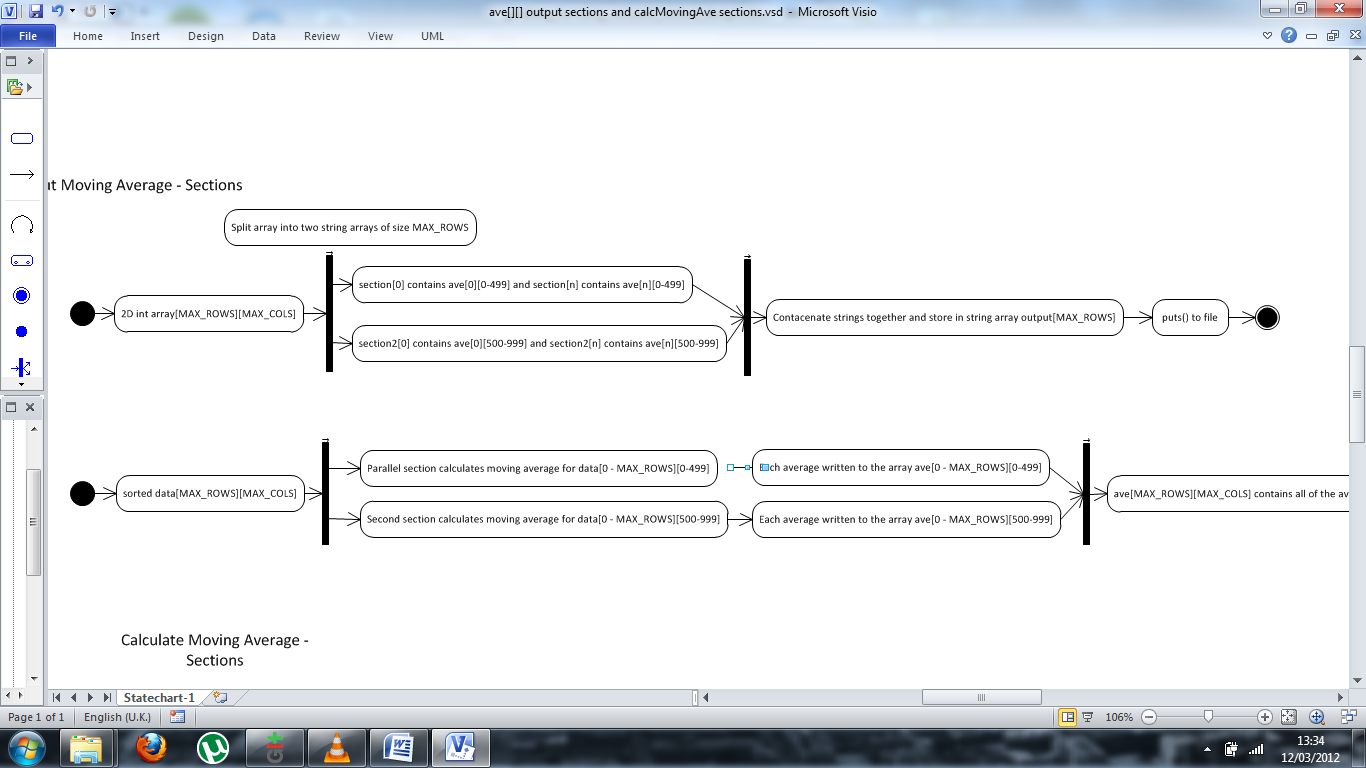 ave[][] output sections and calcMovingAve sections.vsd - Microsoft Visio
File Home Insert Design Data Review View UML
ut Moving Average - Sections
Split array into two string arrays of size MAX_ROWS
2D int array[MAX_ROWS][MAX_COLS]
section[0] contains ave[0][0-499] and section[n] contains ave[n][0-499]
section2[0] contains ave[0][500-999] and section2[n] contains ave[n][500-999]
Contacenate strings together and store in string array output[MAX_ROWS]
puts() to file
sorted data[MAX_ROWS][MAX_COLS]
Parallel section calculates moving average for data[0 - MAX_ROWS][0-499]
ch average written to the array ave[0 - MAX_ROWS][0-499]
Second section calculates moving average for data[0 - MAX_ROWS][500-999]
Each average written to the array ave[0 - MAX_ROWS][500-999]
ave[MAX_ROWS][MAX_COLS] contains all of the av
Calculate Moving Average -
Sections
Statechart-1
Page 1 of 1 English (U.K.) 106%
13:34
12/03/2012